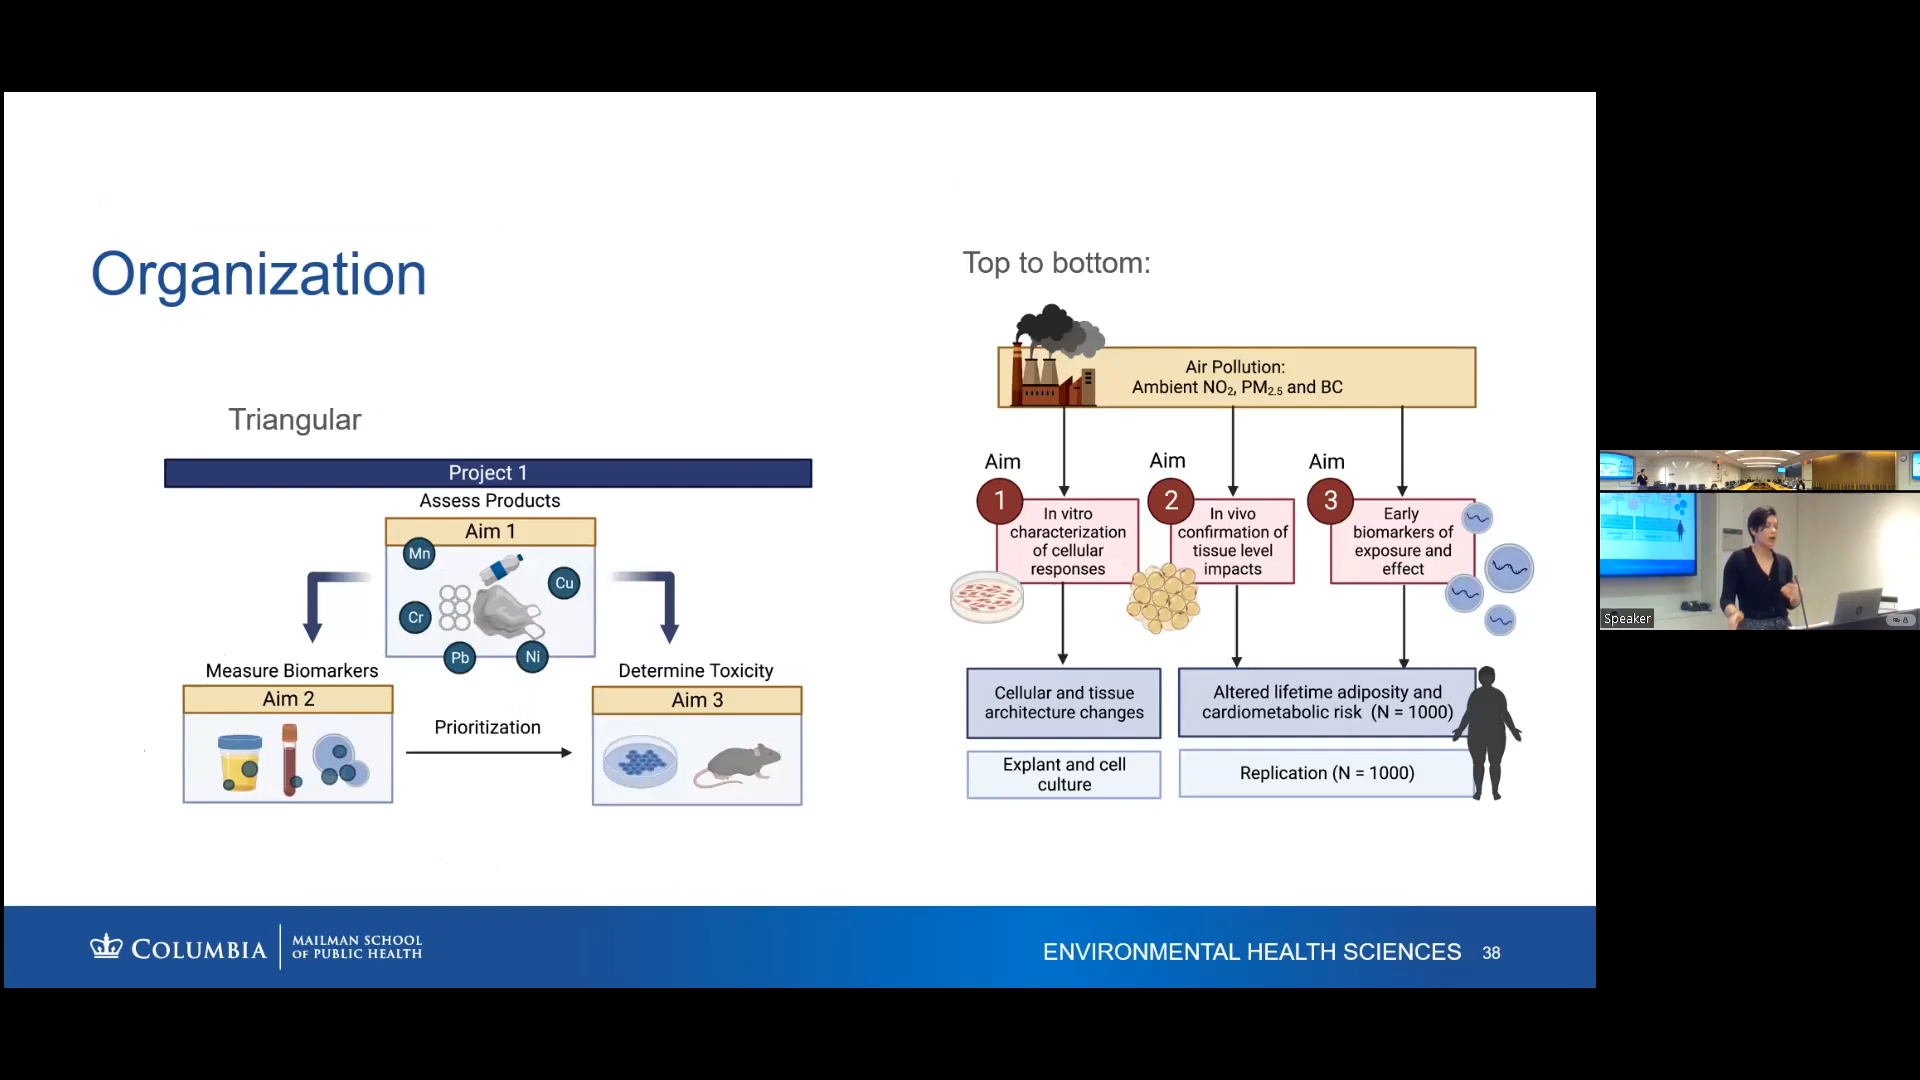 Organization
Triangular
Project 1
Assess Products
Aim 1
Mn
Cu
Cr
Pb
Ni
Measure Biomarkers
Aim 2
Prioritization
Determine Toxicity
Aim 3
Top to bottom:
Air Pollution:
Ambient NO₂, PM₂.₅ and BC
Aim
1
In vitro
characterization
of cellular
responses
Aim
2
In vivo
confirmation of
tissue level
impacts
Aim
3
Early
biomarkers of
exposure and
effect
Cellular and tissue
architecture changes
Altered lifetime adiposity and
cardiometabolic risk (N = 1000)
Explant and cell
culture
Replication (N = 1000)
COLUMBIA
MAILMAN SCHOOL
OF PUBLIC HEALTH
ENVIRONMENTAL HEALTH SCIENCES 38
Speaker